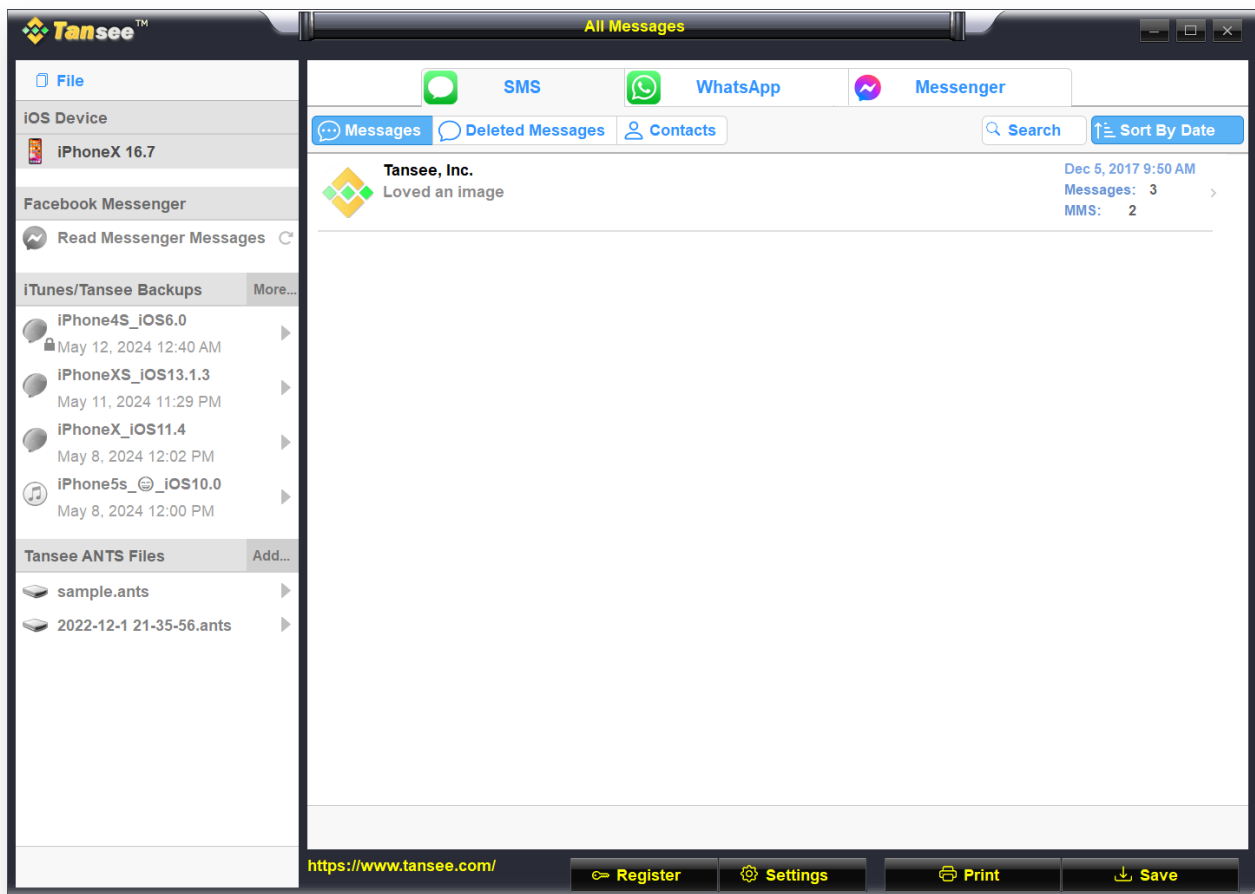 Tansee™
All Messages
File
iOS Device
iPhoneX 16.7
Facebook Messenger
Read Messenger Messages
iTunes/Tansee Backups More...
iPhone4S_iOS6.0
May 12, 2024 12:40 AM
iPhoneXS_iOS13.1.3
May 11, 2024 11:29 PM
iPhoneX_iOS11.4
May 8, 2024 12:02 PM
iPhone5s_😄_iOS10.0
May 8, 2024 12:00 PM
Tansee ANTS Files Add...
sample.ants
2022-12-1 21-35-56.ants
SMS WhatsApp Messenger
Messages Deleted Messages Contacts Search Sort By Date
Tansee, Inc.
Loved an image
Dec 5, 2017 9:50 AM
Messages: 3
MMS: 2
https://www.tansee.com/
Register Settings Print Save